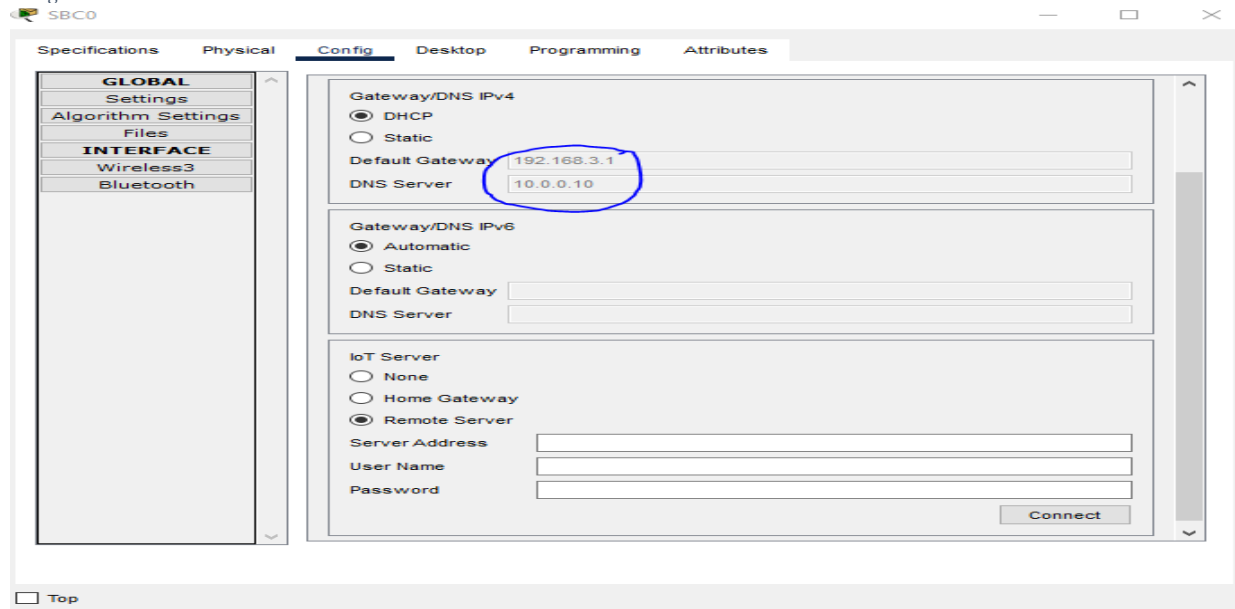 SBC0
Specifications Physical Config Desktop Programming Attributes
GLOBAL
Settings
Algorithm Settings
Files
INTERFACE
Wireless3
Bluetooth
Gateway/DNS IPv4
DHCP
Static
Default Gateway 192.168.3.1
DNS Server 10.0.0.10
Gateway/DNS IPv6
Automatic
Static
Default Gateway
DNS Server
IoT Server
None
Home Gateway
Remote Server
Server Address
User Name
Password
Connect
Top